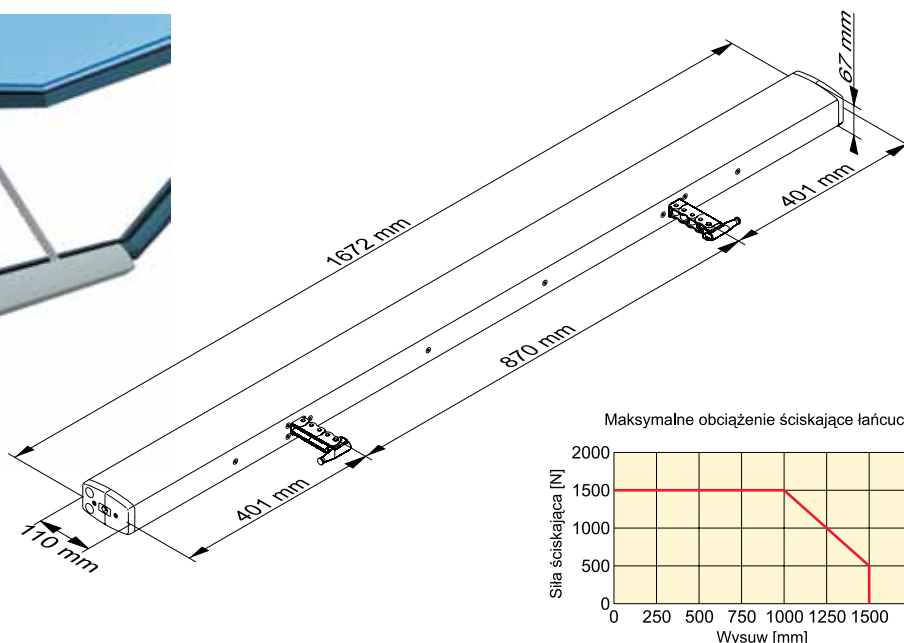 67 mm
401 mm
1672 mm
870 mm
401 mm
110 mm
Maksymalne obciążenie ściskające
Siła ściskająca [N]
2000
1500
1000
500
0
0 250 500 750 1000 1250 1500
Wysuw [mm]